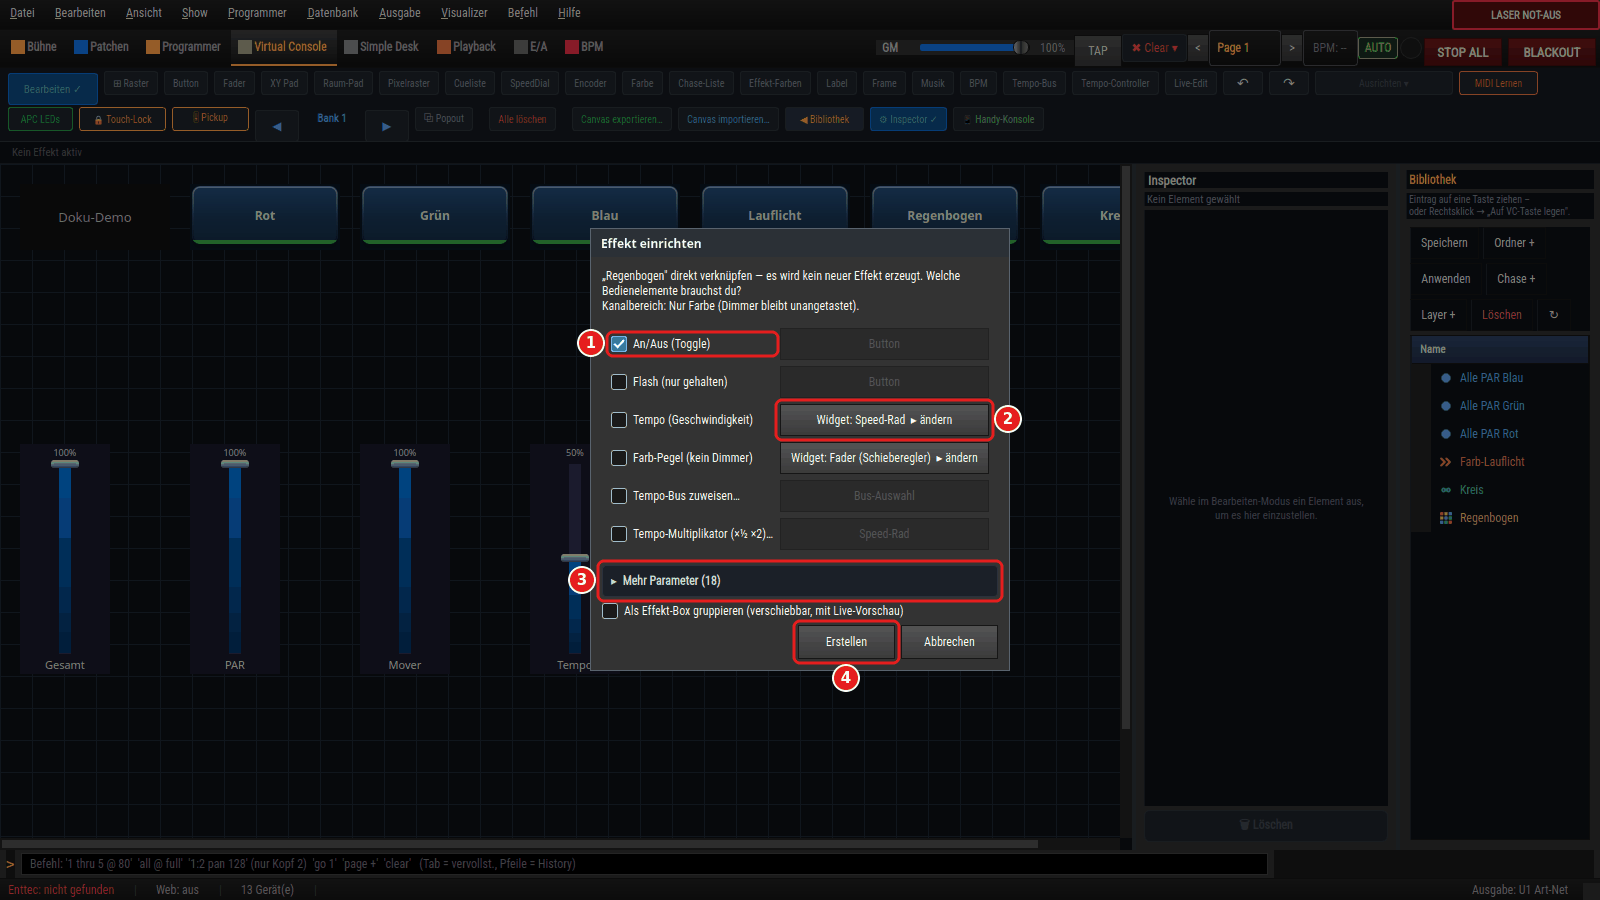 Datei Bearbeiten Ansicht Show Programmer Datenbank Ausgabe Visualizer Befehl Hilfe
LASER NOT-AUS
Bühne Patchen Programmer Virtual Console Simple Desk Playback E/A BPM
GM 100% TAP ✖ Clear ▾ < Page 1 > BPM: – AUTO STOP ALL BLACKOUT
Bearbeiten ✓ ⊞ Raster Button Fader XY Pad Raum-Pad Pixelraster Cueliste SpeedDial Encoder Farbe Chase-Liste Effekt-Farben Label Frame Musik BPM Tempo-Bus Tempo-Controller Live-Edit ↶ ↷ Ausrichten ▾ MIDI Lernen
APC LEDs Touch-Lock Pickup ◀ Bank 1 ▶ Popout Alle löschen Canvas exportieren... Canvas importieren... ◀ Bibliothek Inspector ✓ Handy-Konsole
Kein Effekt aktiv
Doku-Demo
Rot
Grün
Blau
Lauflicht
Regenbogen
Kre
Inspector
Kein Element gewählt
Wähle im Bearbeiten-Modus ein Element aus,
um es hier einzustellen.
Löschen
Bibliothek
Eintrag auf eine Taste ziehen –
oder Rechtsklick → „Auf VC-Taste legen".
Speichern Ordner +
Anwenden Chase +
Layer + Löschen ↻
Name
Alle PAR Blau
Alle PAR Grün
Alle PAR Rot
Farb-Lauflicht
Kreis
Regenbogen
Effekt einrichten
„Regenbogen" direkt verknüpfen — es wird kein neuer Effekt erzeugt. Welche
Bedienelemente brauchst du?
Kanalbereich: Nur Farbe (Dimmer bleibt unangetastet).
1 An/Aus (Toggle) Button
Flash (nur gehalten) Button
Tempo (Geschwindigkeit) Widget: Speed-Rad ▸ ändern 2
Farb-Pegel (kein Dimmer) Widget: Fader (Schieberegler) ▸ ändern
Tempo-Bus zuweisen... Bus-Auswahl
Tempo-Multiplikator (×½ ×2)... Speed-Rad
3 ▸ Mehr Parameter (18)
Als Effekt-Box gruppieren (verschiebbar, mit Live-Vorschau)
Erstellen Abbrechen
4
100% 100% 100% 50%
Gesamt PAR Mover Tempo
> Befehl: '1 thru 5 @ 80' 'all @ full' '1:2 pan 128' (nur Kopf 2) 'go 1' 'page +' 'clear' (Tab = vervollst., Pfeile = History)
Enttec: nicht gefunden Web: aus 13 Gerät(e) Ausgabe: U1 Art-Net